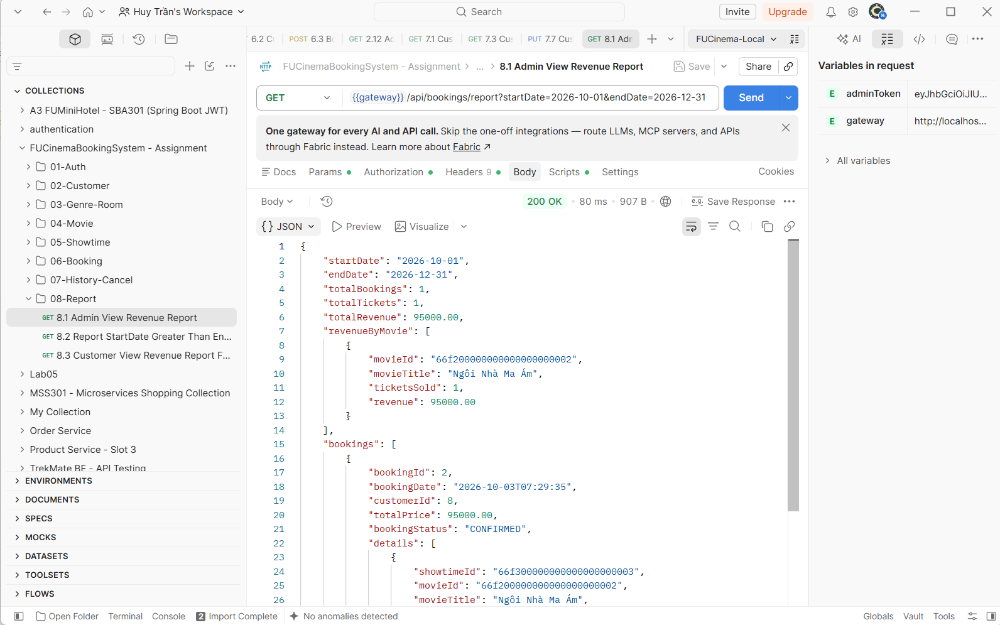 Huy Trần's Workspace
Search
Invite
Upgrade
6.2 C
POST 6.3 B
GET 2.12 Ac
GET 7.1 Cus
GET 7.3 Cu
PUT 7.7 Cus
GET 8.1 Adm
FUCinema-Local
AI
FUCinemaBookingSystem - Assignment > ... > 8.1 Admin View Revenue Report
Save
Share
GET
{{gateway}} /api/bookings/report?startDate=2026-10-01&endDate=2026-12-31
Send
One gateway for every AI and API call. Skip the one-off integrations — route LLMs, MCP servers, and APIs
through Fabric instead. Learn more about Fabric ↗
Docs
Params
Authorization
Headers 9
Body
Scripts
Settings
Cookies
Body
200 OK
80 ms
907 B
e.g. Save Response
{} JSON
Preview
Visualize
1 {
2 "startDate": "2026-10-01",
3 "endDate": "2026-12-31",
4 "totalBookings": 1,
5 "totalTickets": 1,
6 "totalRevenue": 95000.00,
7 "revenueByMovie": [
8 {
9 "movieId": "66f200000000000000000002",
10 "movieTitle": "Ngôi Nhà Ma Ám",
11 "ticketsSold": 1,
12 "revenue": 95000.00
13 }
14 ],
15 "bookings": [
16 {
17 "bookingId": 2,
18 "bookingDate": "2026-10-03T07:29:35",
19 "customerId": 8,
20 "totalPrice": 95000.00,
21 "bookingStatus": "CONFIRMED",
22 "details": [
23 {
24 "showtimeId": "66f300000000000000000003",
25 "movieId": "66f200000000000000000002",
26 "movieTitle": "Ngôi Nhà Ma Ám",
COLLECTIONS
A3 FUMiniHotel - SBA301 (Spring Boot JWT)
authentication
FUCinemaBookingSystem - Assignment
01-Auth
02-Customer
03-Genre-Room
04-Movie
05-Showtime
06-Booking
07-History-Cancel
08-Report
GET 8.1 Admin View Revenue Report
GET 8.2 Report StartDate Greater Than En...
GET 8.3 Customer View Revenue Report F...
Lab05
MSS301 - Microservices Shopping Collection
My Collection
Order Service
Product Service - Slot 3
TrekMate BE - API Testing
ENVIRONMENTS
DOCUMENTS
SPECS
MOCKS
DATASETS
TOOLSETS
FLOWS
Variables in request
E adminToken eyJhbGciOiJIU...
E gateway http://localhos...
All variables
Open Folder
Terminal
Console
2 Import Complete
No anomalies detected
Globals
Vault
Tools